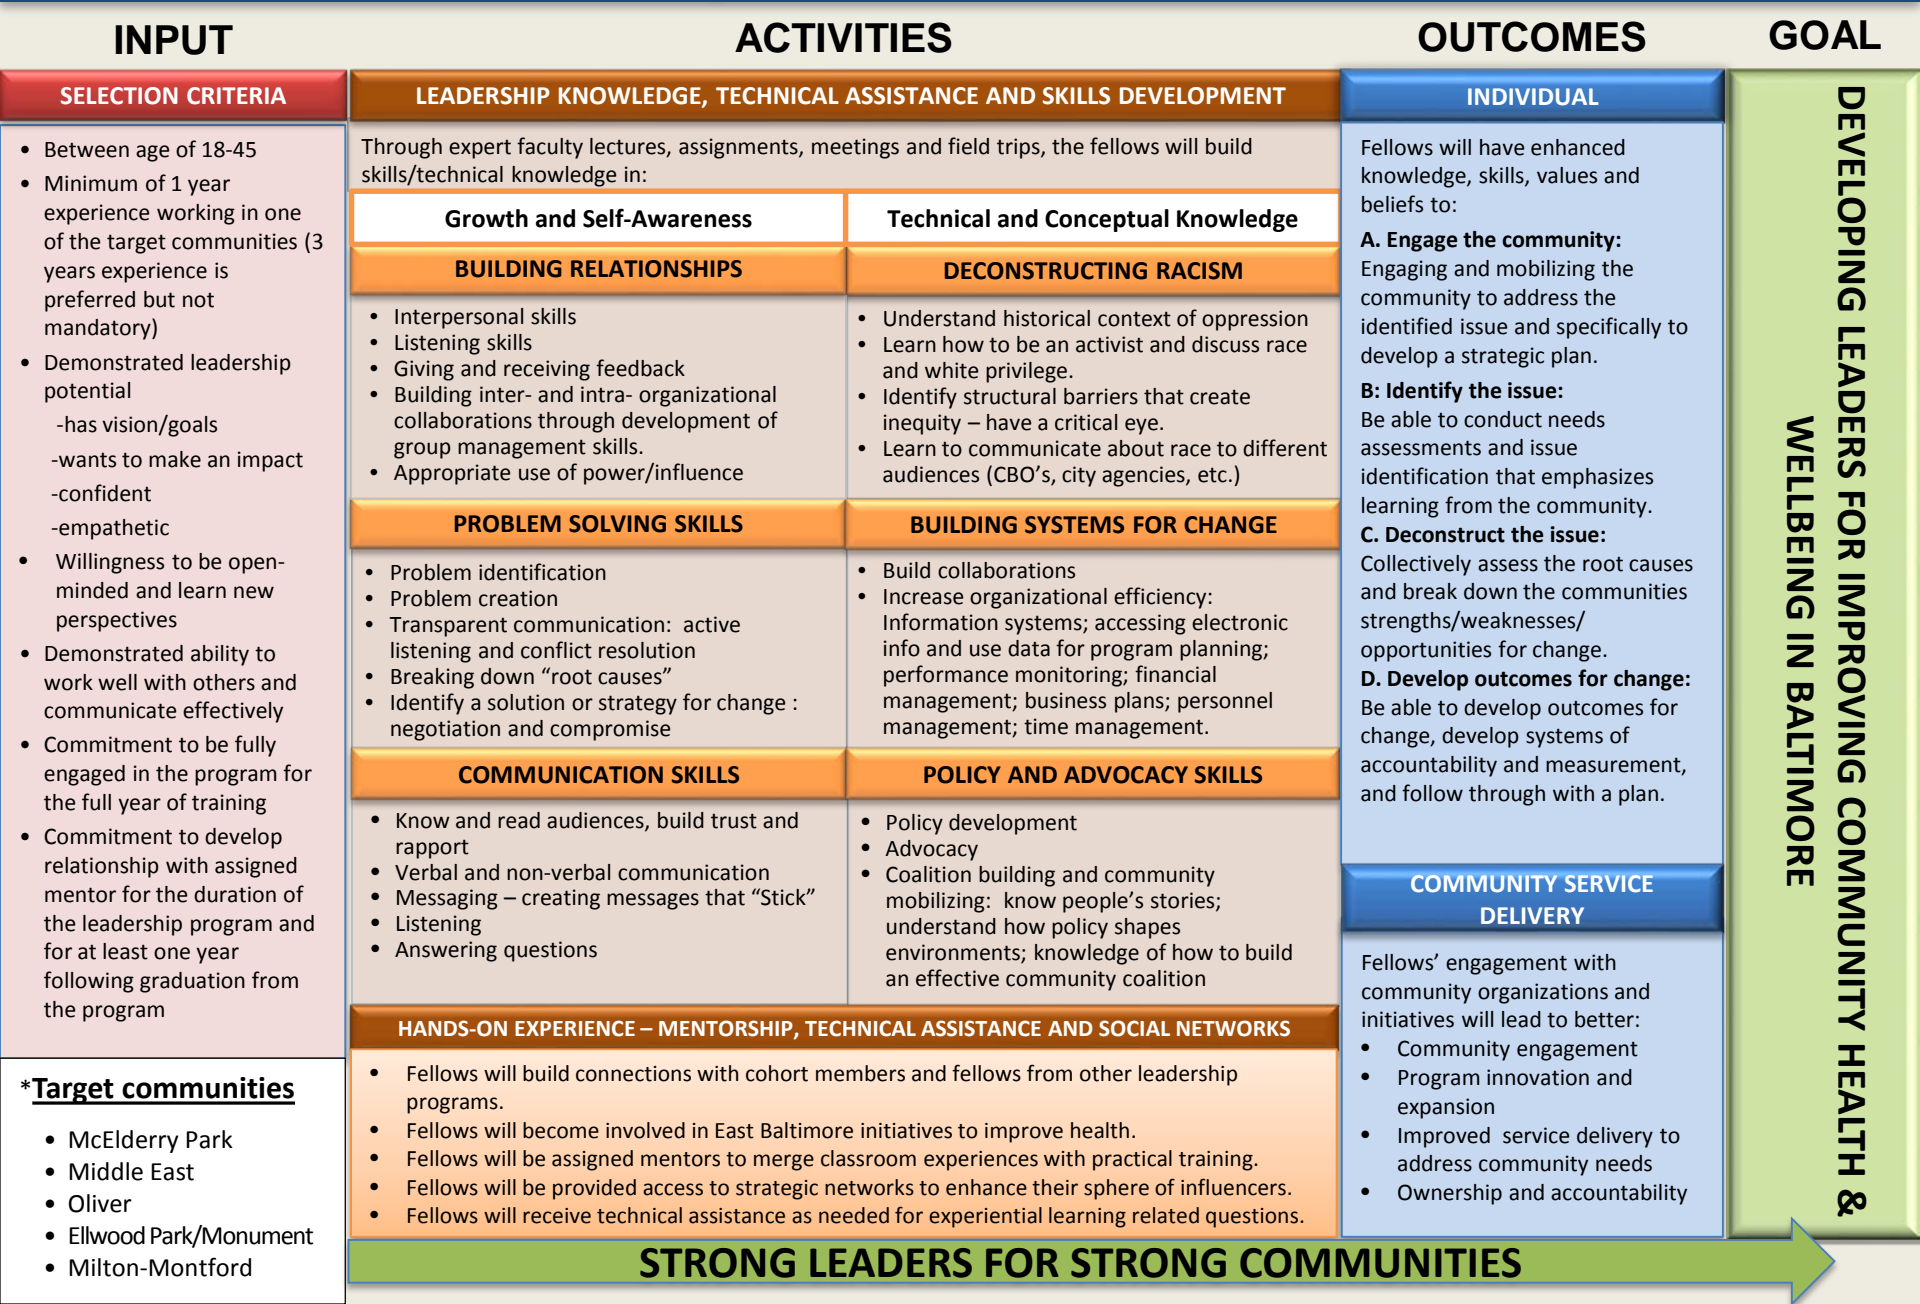 INPUT
ACTIVITIES
OUTCOMES
GOAL
SELECTION CRITERIA
• Between age of 18-45
• Minimum of 1 year
experience working in one
of the target communities (3
years experience is
preferred but not
mandatory)
• Demonstrated leadership
potential
-has vision/goals
-wants to make an impact
-confident
-empathetic
• Willingness to be open-
minded and learn new
perspectives
• Demonstrated ability to
work well with others and
communicate effectively
• Commitment to be fully
engaged in the program for
the full year of training
• Commitment to develop
relationship with assigned
mentor for the duration of
the leadership program and
for at least one year
following graduation from
the program
*Target communities
• McElderry Park
• Middle East
• Oliver
• Ellwood Park/Monument
• Milton-Montford
LEADERSHIP KNOWLEDGE, TECHNICAL ASSISTANCE AND SKILLS DEVELOPMENT
Through expert faculty lectures, assignments, meetings and field trips, the fellows will build
skills/technical knowledge in:
Growth and Self-Awareness
BUILDING RELATIONSHIPS
• Interpersonal skills
• Listening skills
• Giving and receiving feedback
• Building inter- and intra- organizational
collaborations through development of
group management skills.
• Appropriate use of power/influence
PROBLEM SOLVING SKILLS
• Problem identification
• Problem creation
• Transparent communication: active
listening and conflict resolution
• Breaking down “root causes”
• Identify a solution or strategy for change :
negotiation and compromise
COMMUNICATION SKILLS
• Know and read audiences, build trust and
rapport
• Verbal and non-verbal communication
• Messaging – creating messages that “Stick”
• Listening
• Answering questions
Technical and Conceptual Knowledge
DECONSTRUCTING RACISM
• Understand historical context of oppression
• Learn how to be an activist and discuss race
and white privilege.
• Identify structural barriers that create
inequity – have a critical eye.
• Learn to communicate about race to different
audiences (CBO’s, city agencies, etc.)
BUILDING SYSTEMS FOR CHANGE
• Build collaborations
• Increase organizational efficiency:
Information systems; accessing electronic
info and use data for program planning;
performance monitoring; financial
management; business plans; personnel
management; time management.
POLICY AND ADVOCACY SKILLS
• Policy development
• Advocacy
• Coalition building and community
mobilizing: know people’s stories;
understand how policy shapes
environments; knowledge of how to build
an effective community coalition
HANDS-ON EXPERIENCE – MENTORSHIP, TECHNICAL ASSISTANCE AND SOCIAL NETWORKS
• Fellows will build connections with cohort members and fellows from other leadership
programs.
• Fellows will become involved in East Baltimore initiatives to improve health.
• Fellows will be assigned mentors to merge classroom experiences with practical training.
• Fellows will be provided access to strategic networks to enhance their sphere of influencers.
• Fellows will receive technical assistance as needed for experiential learning related questions.
INDIVIDUAL
Fellows will have enhanced
knowledge, skills, values and
beliefs to:
A. Engage the community:
Engaging and mobilizing the
community to address the
identified issue and specifically to
develop a strategic plan.
B: Identify the issue:
Be able to conduct needs
assessments and issue
identification that emphasizes
learning from the community.
C. Deconstruct the issue:
Collectively assess the root causes
and break down the communities
strengths/weaknesses/
opportunities for change.
D. Develop outcomes for change:
Be able to develop outcomes for
change, develop systems of
accountability and measurement,
and follow through with a plan.
COMMUNITY SERVICE
DELIVERY
Fellows’ engagement with
community organizations and
initiatives will lead to better:
• Community engagement
• Program innovation and
expansion
• Improved service delivery to
address community needs
• Ownership and accountability
DEVELOPING LEADERS FOR IMPROVING COMMUNITY HEALTH &
WELLBEING IN BALTIMORE
STRONG LEADERS FOR STRONG COMMUNITIES